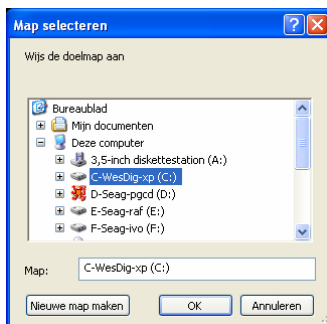 Map selecteren
Wijs de doelmap aan
Bureaublad
Mijn documenten
Deze computer
3,5-inch diskettestation (A:)
C-WesDig-xp (C:)
D-Seag-pgcd (D:)
E-Seag-raf (E:)
F-Seag-ivo (F:)
Map: C-WesDig-xp (C:)
Nieuwe map maken OK Annuleren